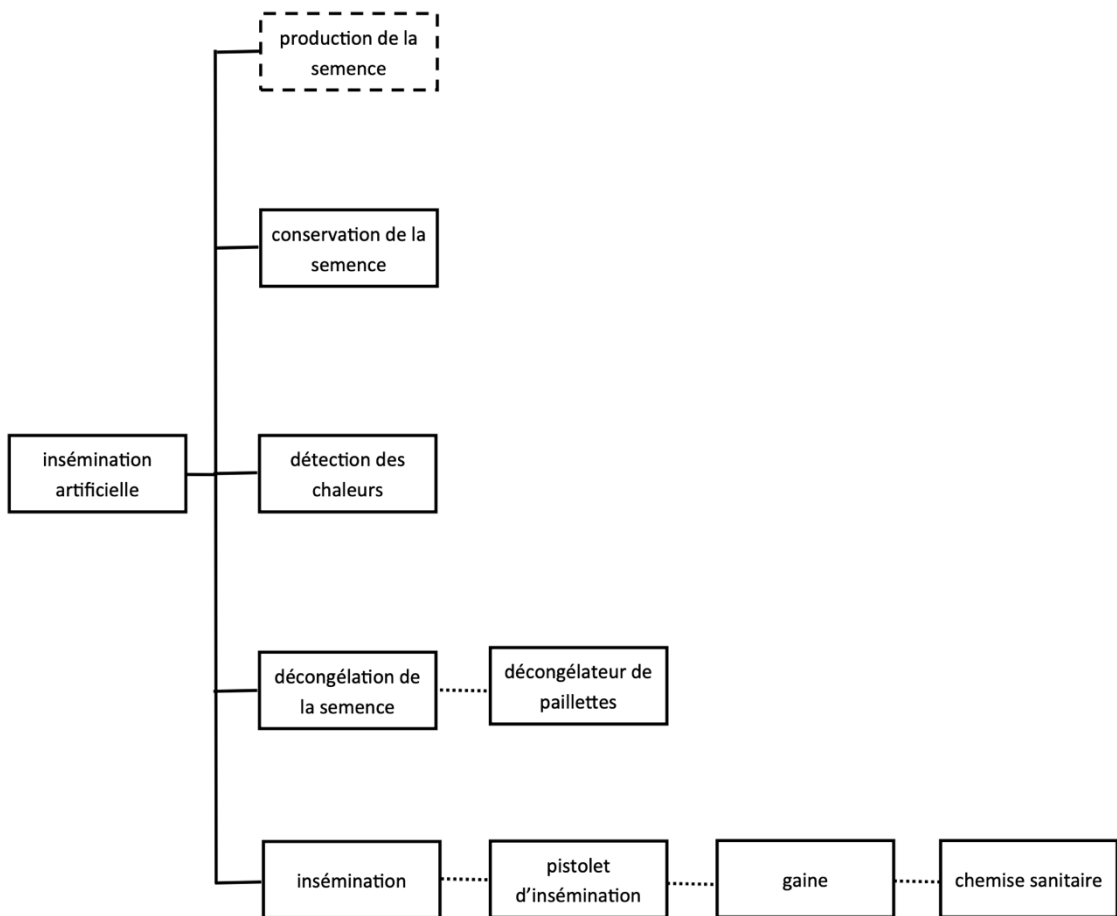 production de la
semence
conservation de la
semence
insémination
artificielle
détection des
chaleurs
décongélation de
la semence
décongélateur de
paillettes
insémination
pistolet
d’insémination
gaine
chemise sanitaire